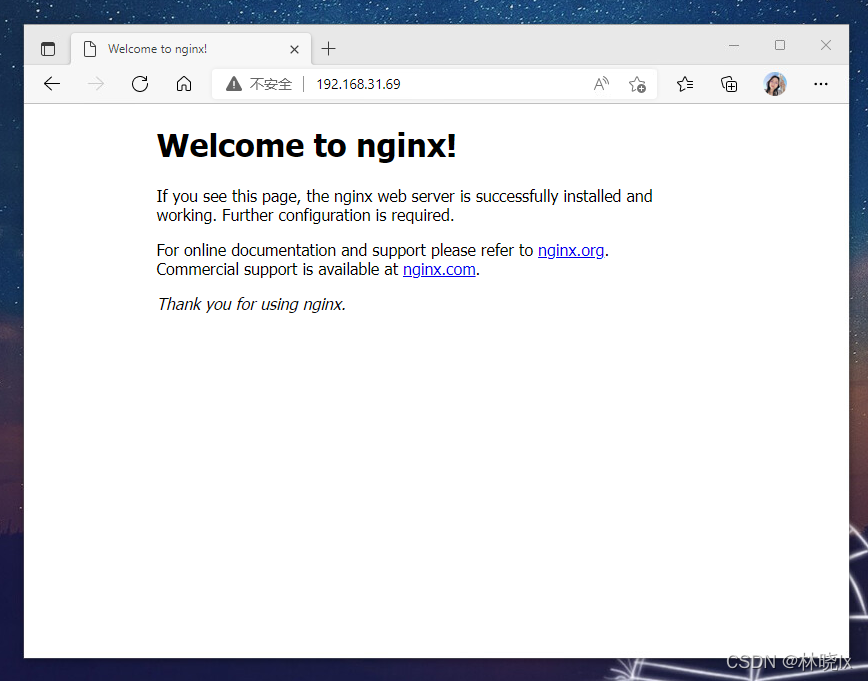 Welcome to nginx!
不安全 192.168.31.69
Welcome to nginx!
If you see this page, the nginx web server is successfully installed and
working. Further configuration is required.
For online documentation and support please refer to nginx.org.
Commercial support is available at nginx.com.
Thank you for using nginx.
CSDN @林晓lx